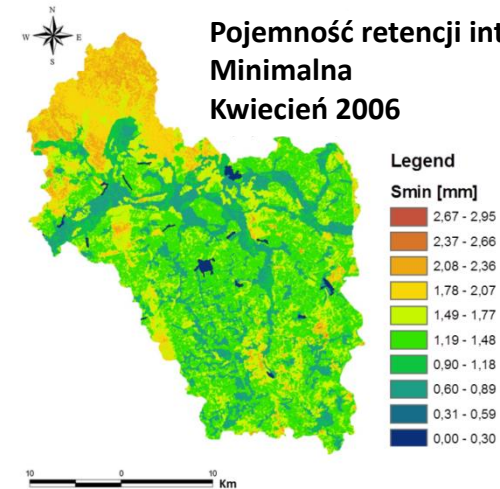 N
W E
S
Pojemność retencji int
Minimalna
Kwiecień 2006
Legend
Smin [mm]
2,67 - 2,95
2,37 - 2,66
2,08 - 2,36
1,78 - 2,07
1,49 - 1,77
1,19 - 1,48
0,90 - 1,18
0,60 - 0,89
0,31 - 0,59
0,00 - 0,30
10 0 10
Km